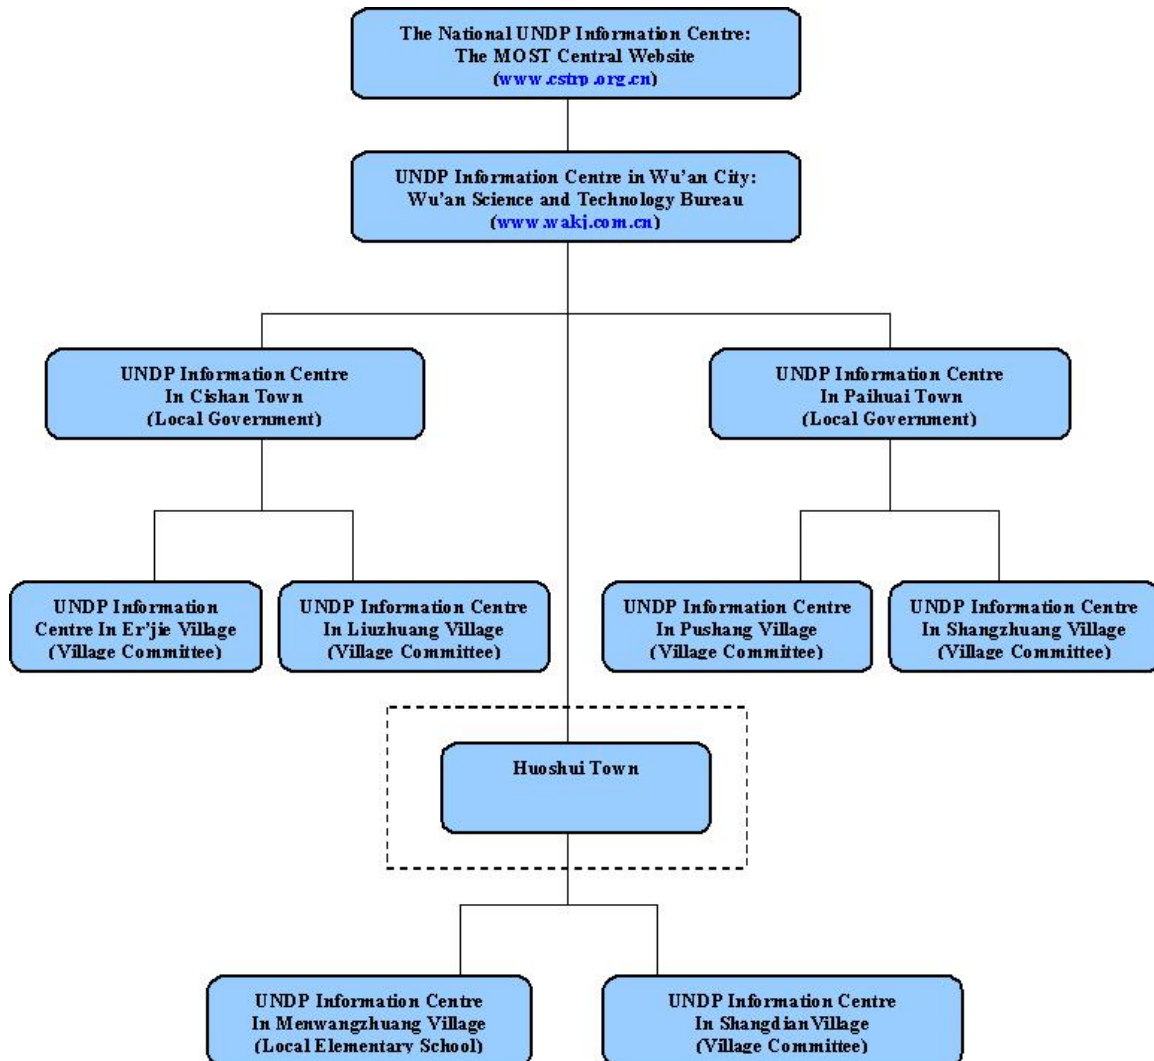 The National UNDP Information Centre:
The MOST Central Website
(www.cstrp.org.cn)
UNDP Information Centre in Wu'an City:
Wu'an Science and Technology Bureau
(www.wakj.com.cn)
UNDP Information Centre
In Cishan Town
(Local Government)
UNDP Information Centre
In Paihuai Town
(Local Government)
UNDP Information
Centre In Er'jie Village
(Village Committee)
UNDP Information Centre
In Liuzhuang Village
(Village Committee)
UNDP Information Centre
In Pushang Village
(Village Committee)
UNDP Information Centre
In Shangzhuang Village
(Village Committee)
Huoshui Town
UNDP Information Centre
In Menwangzhuang Village
(Local Elementary School)
UNDP Information Centre
In Shangdian Village
(Village Committee)